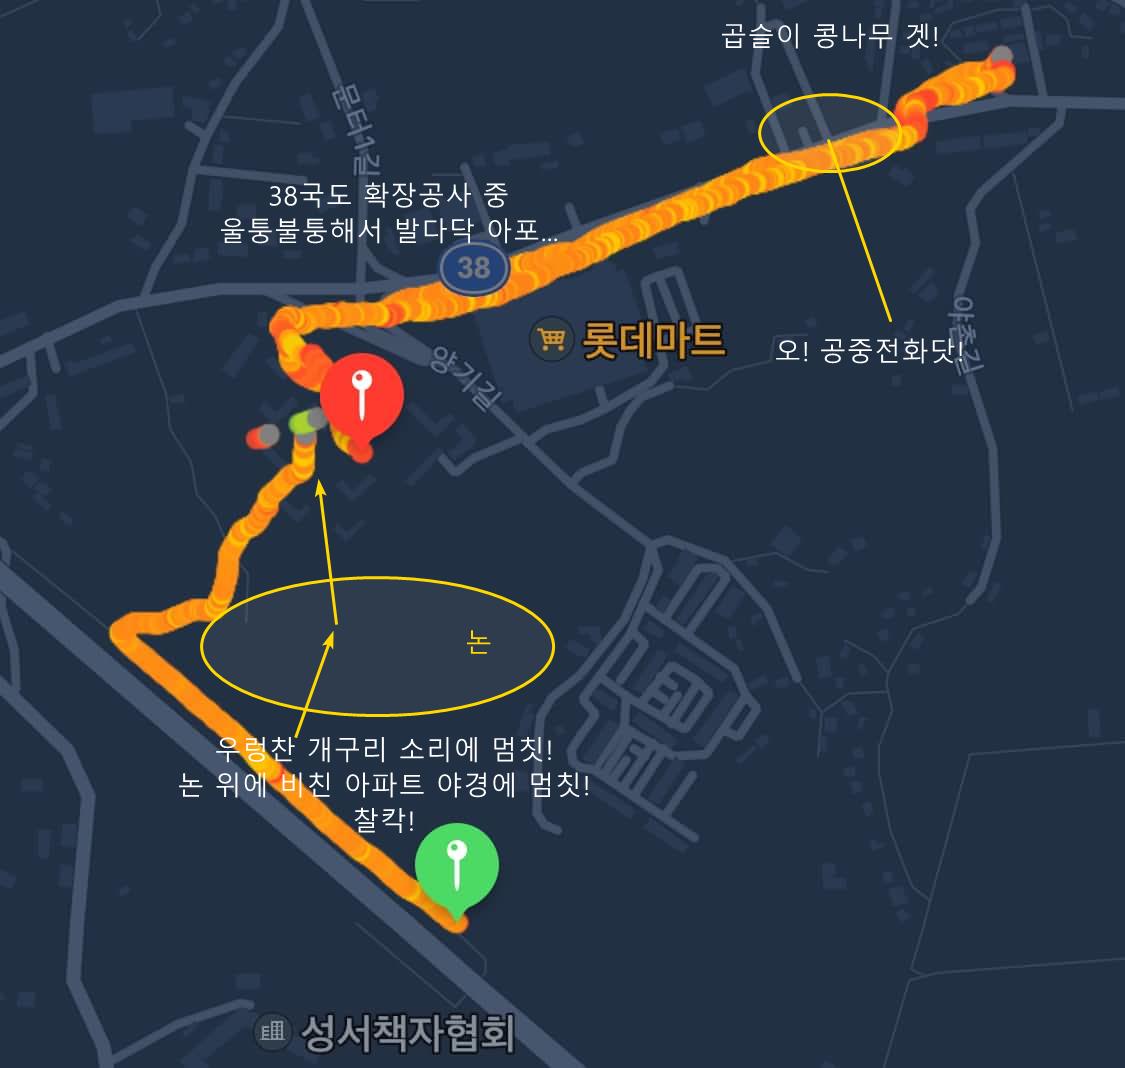 곱슬이 콩나무 겟!
문터1길
38국도 확장공사 중
울퉁불퉁해서 발다닥 아포...
38
롯데마트
오! 공중전화닷!
야촌길
양기길
논
우렁찬 개구리 소리에 멈칫!
논 위에 비친 아파트 야경에 멈칫!
찰칵!
성서책자협회